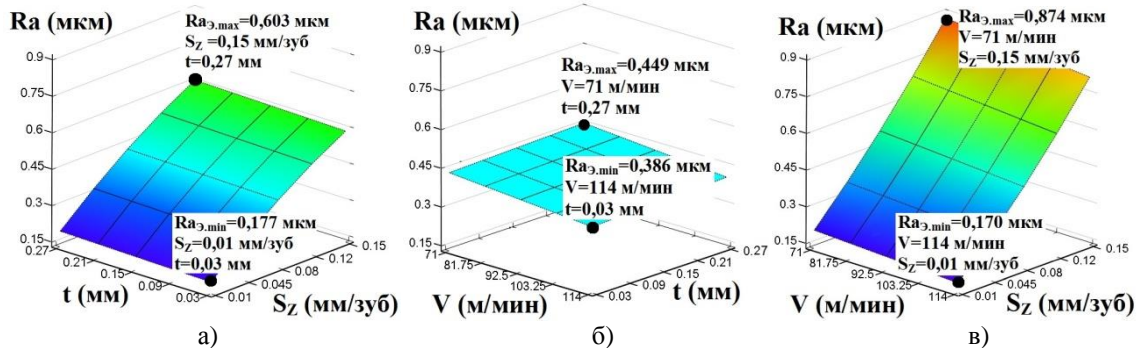 Ra (мкм)
RaЭ.max=0,603 мкм
SZ =0,15 мм/зуб
t=0,27 мм
0.9
0.75
0.6
0.45
0.3
0.15
RaЭ.min=0,177 мкм
SZ=0,01 мм/зуб
t=0,03 мм
0.27
0.21
0.15
0.09
0.03
0.01
0.045
0.08
0.12
0.15
t (мм)
SZ (мм/зуб)
а)
Ra (мкм)
RaЭ.max=0,449 мкм
V=71 м/мин
t=0,27 мм
0.9
0.75
0.6
0.45
0.3
0.15
RaЭ.min=0,386 мкм
V=114 м/мин
t=0,03 мм
71
81.75
92.5
103.25
114
0.03
0.09
0.15
0.21
0.27
V (м/мин)
t (мм)
б)
Ra (мкм)
RaЭ.max=0,874 мкм
V=71 м/мин
SZ=0,15 мм/зуб
0.9
0.75
0.6
0.45
0.3
0.15
RaЭ.min=0,170 мкм
V=114 м/мин
SZ=0,01 мм/зуб
71
81.75
92.5
103.25
114
0.01
0.045
0.08
0.12
0.15
V (м/мин)
SZ (мм/зуб)
в)